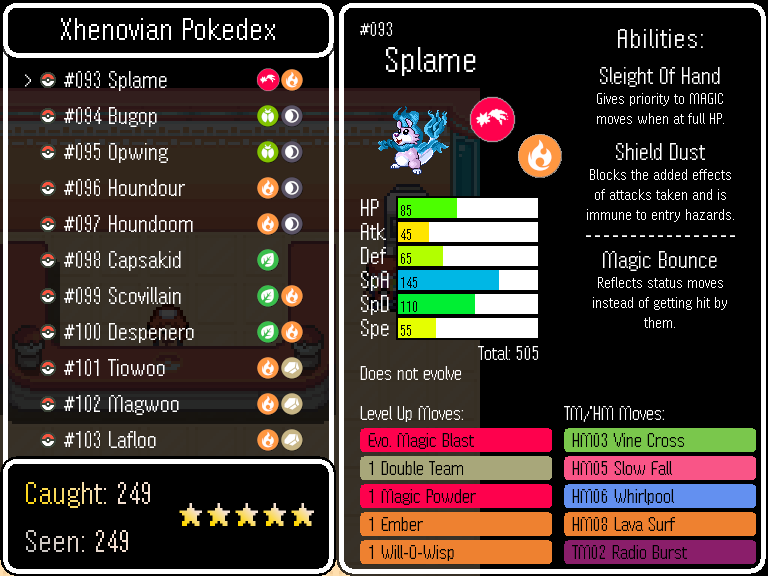 Xhenovian Pokedex
> #093 Splame
#094 Bugop
#095 Opwing
#096 Houndour
#097 Houndoom
#098 Capsakid
#099 Scovillain
#100 Despenero
#101 Tiowoo
#102 Magwoo
#103 Lafloo
Caught: 249
Seen: 249
#093
Splame
HP 85
Atk 45
Def 65
SpA 145
SpD 110
Spe 55
Total: 505
Does not evolve
Abilities:
Sleight Of Hand
Gives priority to MAGIC
moves when at full HP.
Shield Dust
Blocks the added effects
of attacks taken and is
immune to entry hazards.
Magic Bounce
Reflects status moves
instead of getting hit by
them.
Level Up Moves:
Evo. Magic Blast
1 Double Team
1 Magic Powder
1 Ember
1 Will-O-Wisp
TM/HM Moves:
HM03 Vine Cross
HM05 Slow Fall
HM06 Whirlpool
HM08 Lava Surf
TM02 Radio Burst